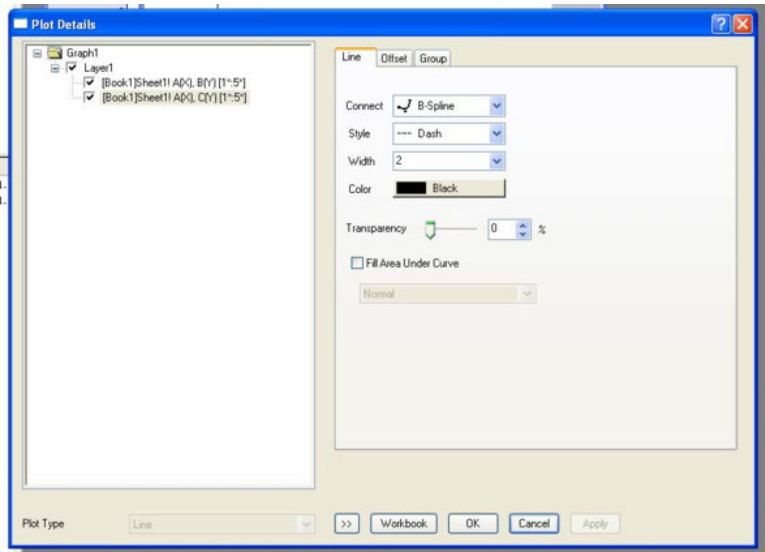 Plot Details
Graph1
Layer1
[Book1]Sheet1! A(X), B(Y) [1*:5*]
[Book1]Sheet1! A(X), C(Y) [1*:5*]
Line Offset Group
Connect B-Spline
Style --- Dash
Width 2
Color Black
Transparency 0 %
Fill Area Under Curve
Normal
Plot Type Line >> Workbook OK Cancel Apply